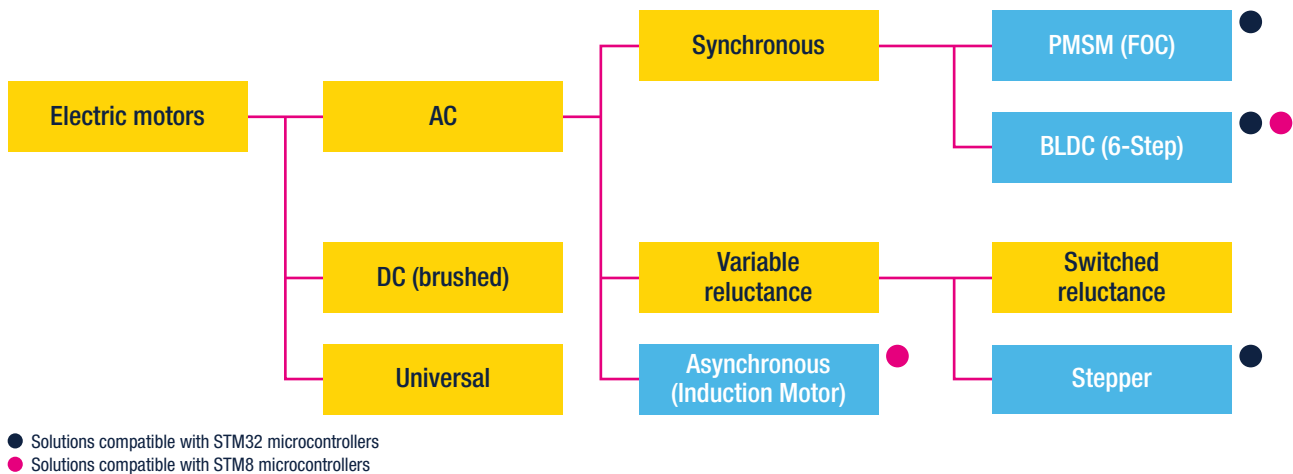 Electric motors
AC
DC (brushed)
Universal
Synchronous
Variable
reluctance
Asynchronous
(Induction Motor)
PMSM (FOC)
BLDC (6-Step)
Switched
reluctance
Stepper
Solutions compatible with STM32 microcontrollers
Solutions compatible with STM8 microcontrollers